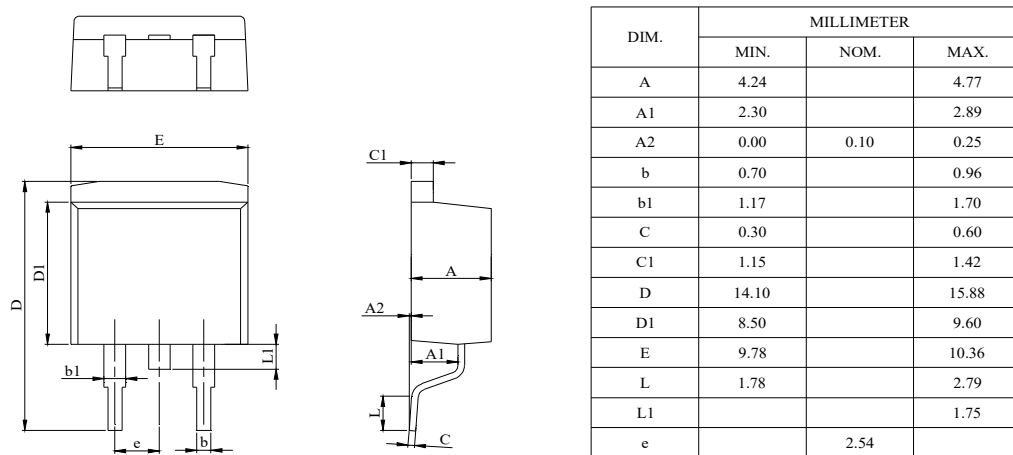 E
D
D1
b1
L1
e
b
C1
A
A2
A1
L
C
DIM. MILLIMETER
MIN. NOM. MAX.
A 4.24 4.77
A1 2.30 2.89
A2 0.00 0.10 0.25
b 0.70 0.96
b1 1.17 1.70
C 0.30 0.60
C1 1.15 1.42
D 14.10 15.88
D1 8.50 9.60
E 9.78 10.36
L 1.78 2.79
L1 1.75
e 2.54